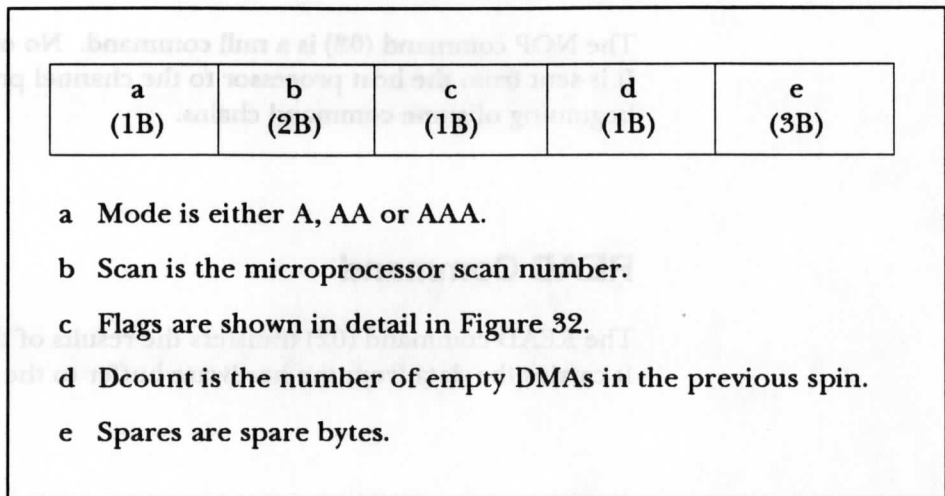 a b c d e
(1B) (2B) (1B) (1B) (3B)
a Mode is either A, AA or AAA.
b Scan is the microprocessor scan number.
c Flags are shown in detail in Figure 32.
d Dcount is the number of empty DMAs in the previous spin.
e Spares are spare bytes.